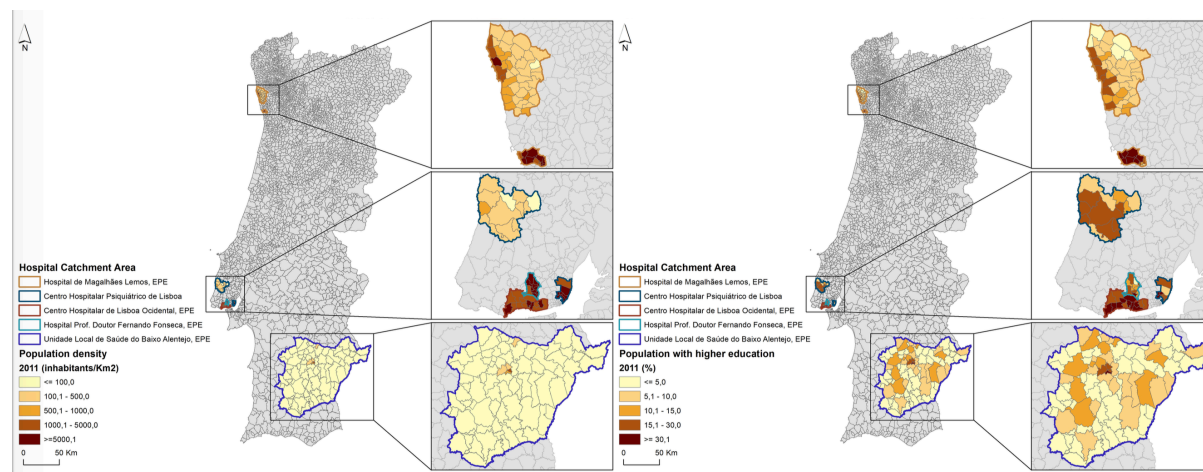 N
Hospital Catchment Area
Hospital de Magalhães Lemos, EPE
Centro Hospitalar Psiquiátrico de Lisboa
Centro Hospitalar de Lisboa Ocidental, EPE
Hospital Prof. Doutor Fernando Fonseca, EPE
Unidade Local de Saúde do Baixo Alentejo, EPE
Population density
2011 (inhabitants/Km2)
<= 100,0
100,1 - 500,0
500,1 - 1000,0
1000,1 - 5000,0
>=5000,1
0 50 Km
N
Hospital Catchment Area
Hospital de Magalhães Lemos, EPE
Centro Hospitalar Psiquiátrico de Lisboa
Centro Hospitalar de Lisboa Ocidental, EPE
Hospital Prof. Doutor Fernando Fonseca, EPE
Unidade Local de Saúde do Baixo Alentejo, EPE
Population with higher education
2011 (%)
<= 5,0
5,1 - 10,0
10,1 - 15,0
15,1 - 30,0
>= 30,1
0 50 Km